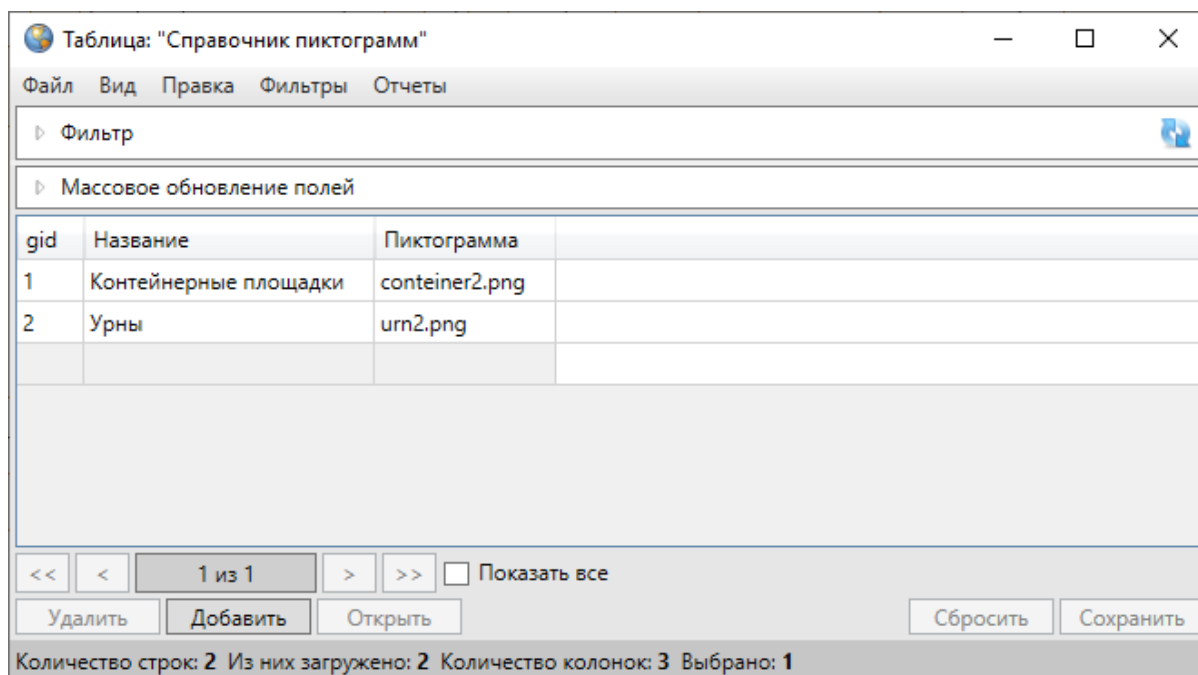 Таблица: "Справочник пиктограмм"
Файл Вид Правка Фильтры Отчеты
Фильтр
Массовое обновление полей
gid Название Пиктограмма
1 Контейнерные площадки conteiner2.png
2 Урны urn2.png
<< < 1 из 1 > >> Показать все
Удалить Добавить Открыть Сбросить Сохранить
Количество строк: 2 Из них загружено: 2 Количество колонок: 3 Выбрано: 1